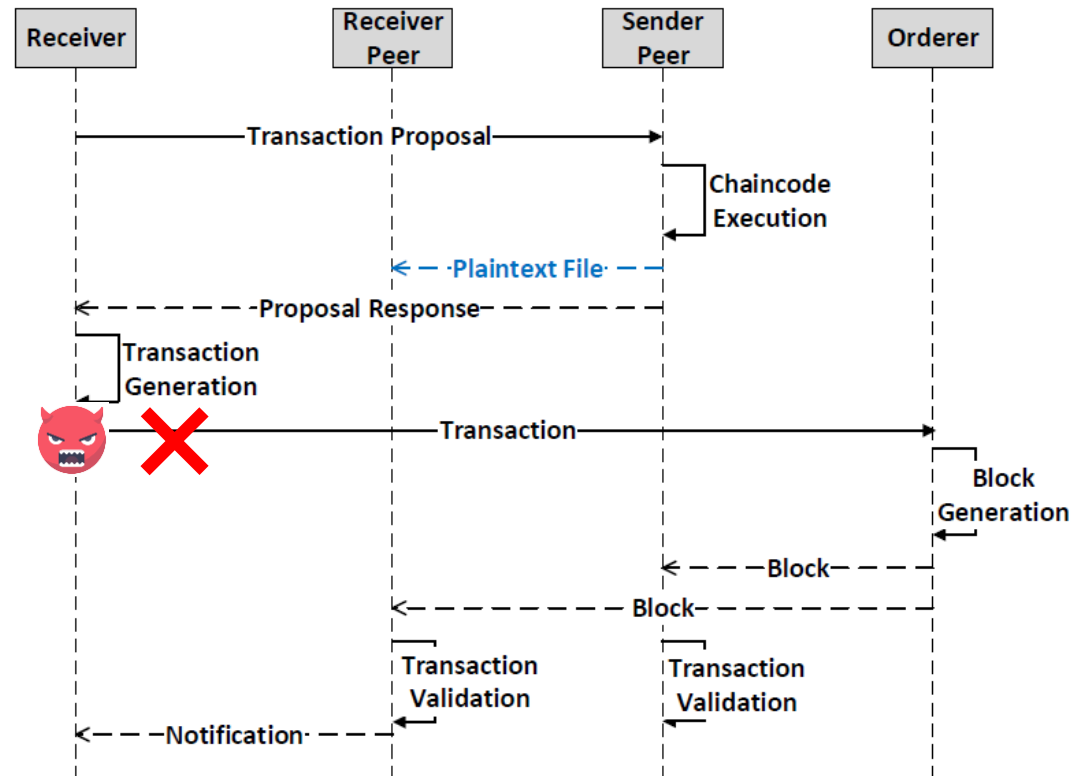 Receiver
Receiver
Peer
Sender
Peer
Orderer
Transaction Proposal
Chaincode
Execution
Plaintext File
Proposal Response
Transaction
Generation
Transaction
Block
Generation
Block
Block
Transaction
Validation
Transaction
Validation
Notification